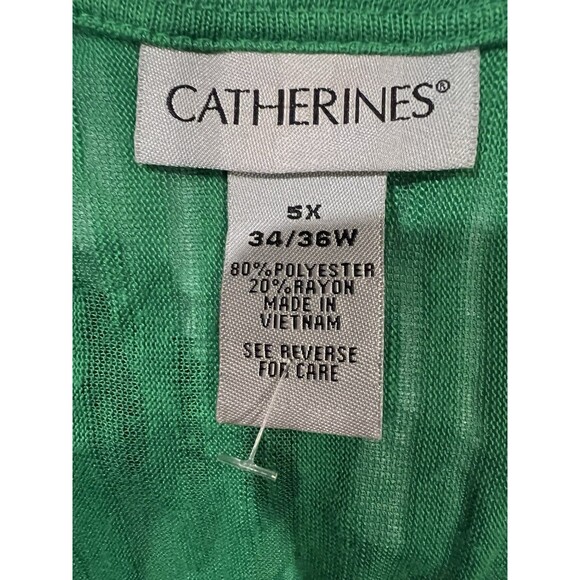 CATHERINES®
5X
34/36W
80%POLYESTER
20%RAYON
MADE IN
VIETNAM
SEE REVERSE
FOR CARE